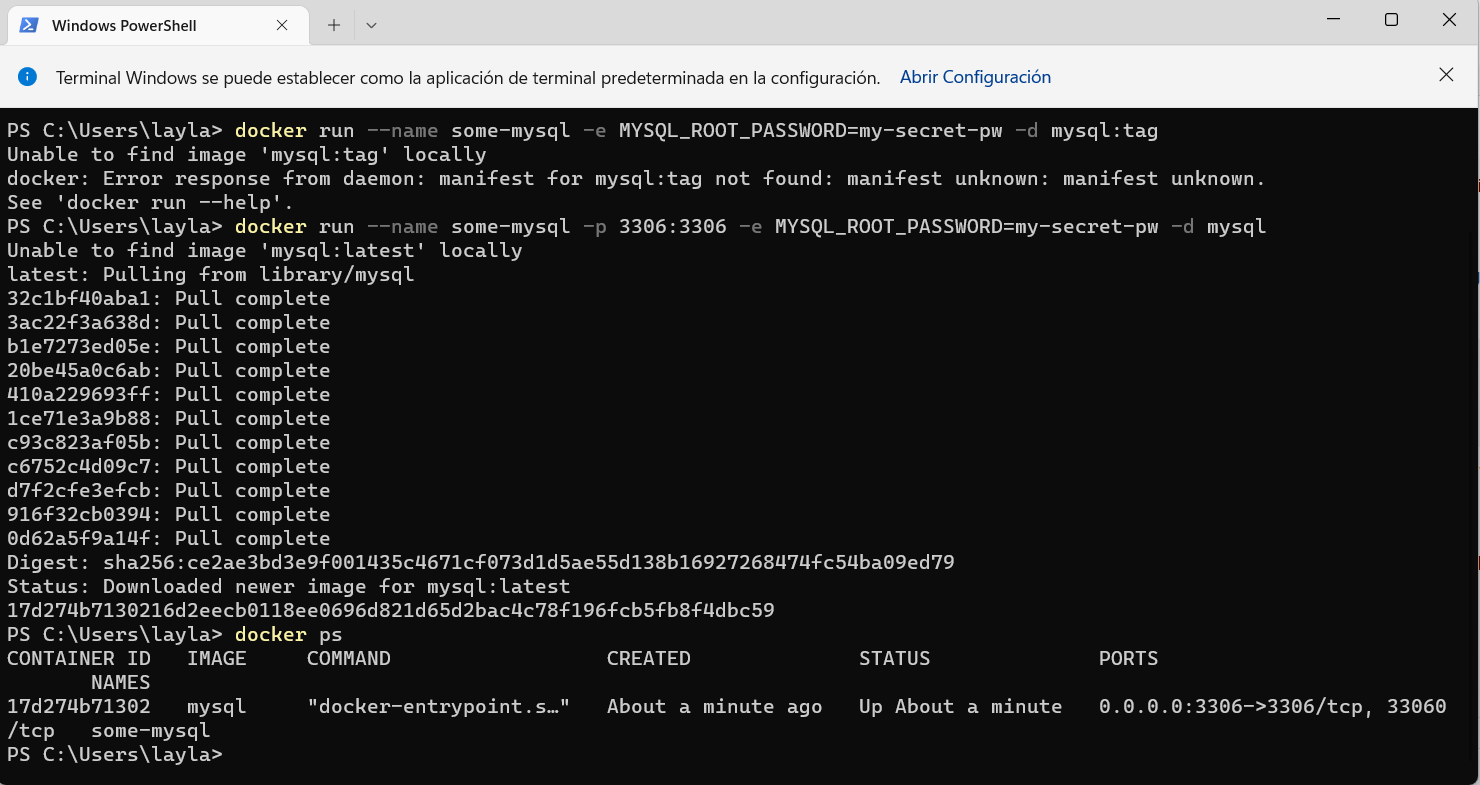 Windows PowerShell
Terminal Windows se puede establecer como la aplicación de terminal predeterminada en la configuración. Abrir Configuración
PS C:\Users\layla> docker run --name some-mysql -e MYSQL_ROOT_PASSWORD=my-secret-pw -d mysql:tag
Unable to find image 'mysql:tag' locally
docker: Error response from daemon: manifest for mysql:tag not found: manifest unknown: manifest unknown.
See 'docker run --help'.
PS C:\Users\layla> docker run --name some-mysql -p 3306:3306 -e MYSQL_ROOT_PASSWORD=my-secret-pw -d mysql
Unable to find image 'mysql:latest' locally
latest: Pulling from library/mysql
32c1bf40aba1: Pull complete
3ac22f3a638d: Pull complete
b1e7273ed05e: Pull complete
20be45a0c6ab: Pull complete
410a229693ff: Pull complete
1ce71e3a9b88: Pull complete
c93c823af05b: Pull complete
c6752c4d09c7: Pull complete
d7f2cfe3efcb: Pull complete
916f32cb0394: Pull complete
0d62a5f9a14f: Pull complete
Digest: sha256:ce2ae3bd3e9f001435c4671cf073d1d5ae55d138b16927268474fc54ba09ed79
Status: Downloaded newer image for mysql:latest
17d274b7130216d2eecb0118ee0696d821d65d2bac4c78f196fcb5fb8f4dbc59
PS C:\Users\layla> docker ps
CONTAINER ID   IMAGE     COMMAND                  CREATED              STATUS              PORTS
       NAMES
17d274b71302   mysql     "docker-entrypoint.s…"   About a minute ago   Up About a minute   0.0.0.0:3306->3306/tcp, 33060
/tcp   some-mysql
PS C:\Users\layla>